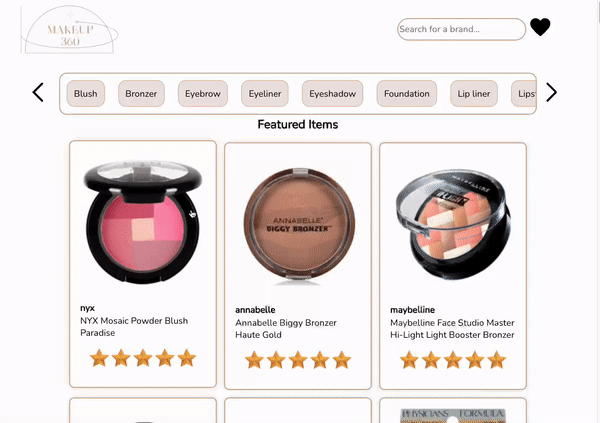 MAKEUP
360
Search for a brand...
Blush
Bronzer
Eyebrow
Eyeliner
Eyeshadow
Foundation
Lip liner
Lips
Featured Items
ANNABELLE
BIGGY BRONZER
MAYBELLINE
nyx
NYX Mosaic Powder Blush
Paradise
annabelle
Annabelle Biggy Bronzer
Haute Gold
maybelline
Maybelline Face Studio Master
Hi-Light Light Booster Bronzer
PHYSICIANS FORMULA